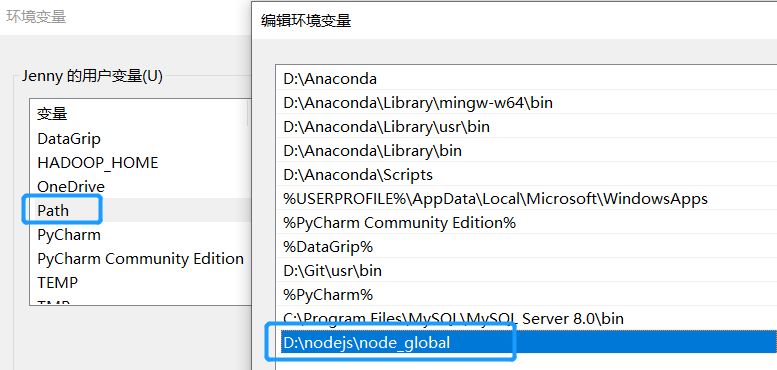 环境变量
编辑环境变量
Jenny 的用户变量(U)
变量
DataGrip
HADOOP_HOME
OneDrive
Path
PyCharm
PyCharm Community Edition
TEMP
TMP
D:\Anaconda
D:\Anaconda\Library\mingw-w64\bin
D:\Anaconda\Library\usr\bin
D:\Anaconda\Library\bin
D:\Anaconda\Scripts
%USERPROFILE%\AppData\Local\Microsoft\WindowsApps
%PyCharm Community Edition%
%DataGrip%
D:\Git\usr\bin
%PyCharm%
C:\Program Files\MySQL\MySQL Server 8.0\bin
D:\nodejs\node_global